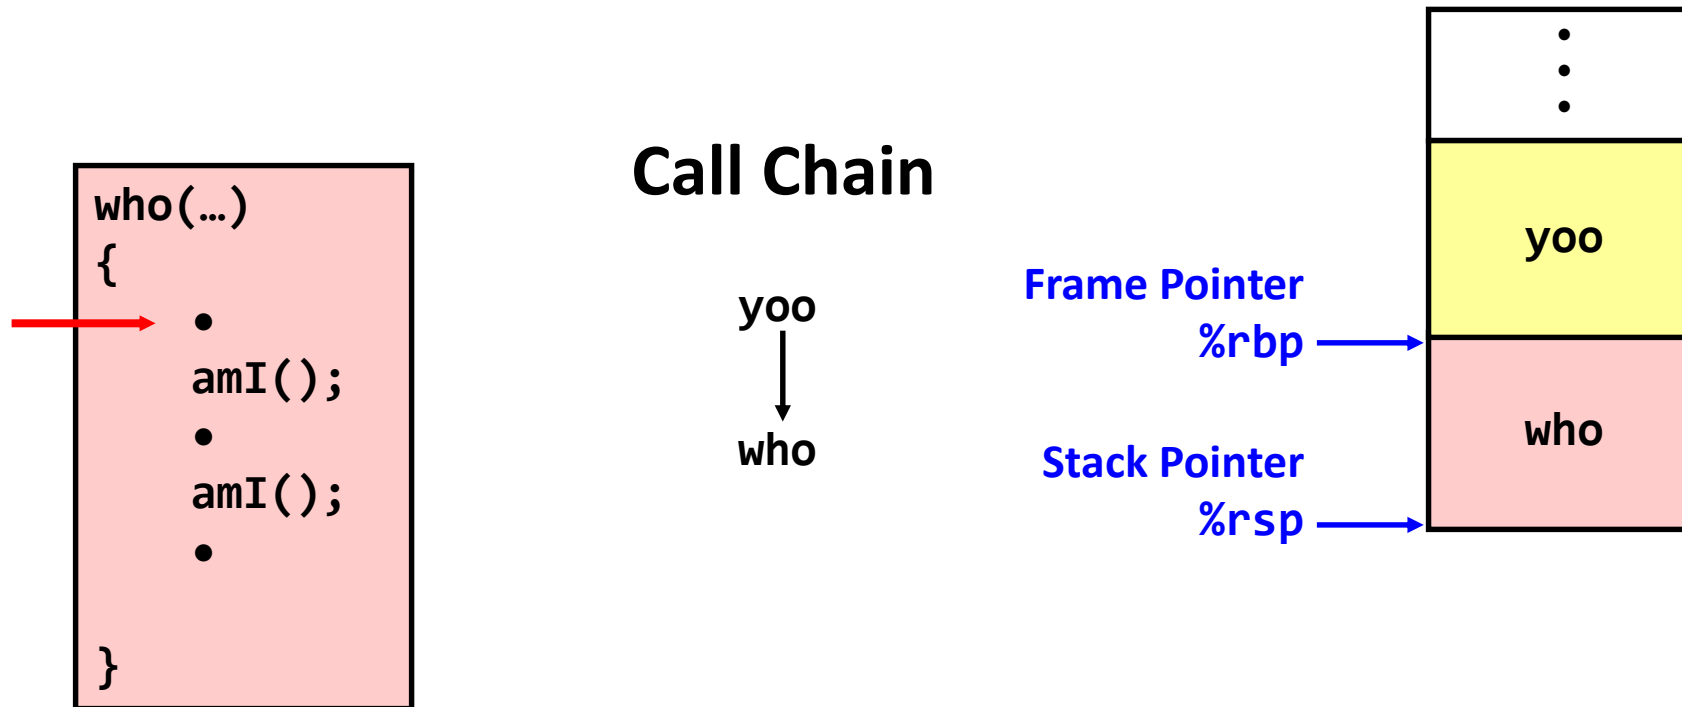 who(…)
{
•
amI();
•
amI();
•
}
Call Chain
yoo
who
Frame Pointer
%rbp
Stack Pointer
%rsp
•
•
•
yoo
who